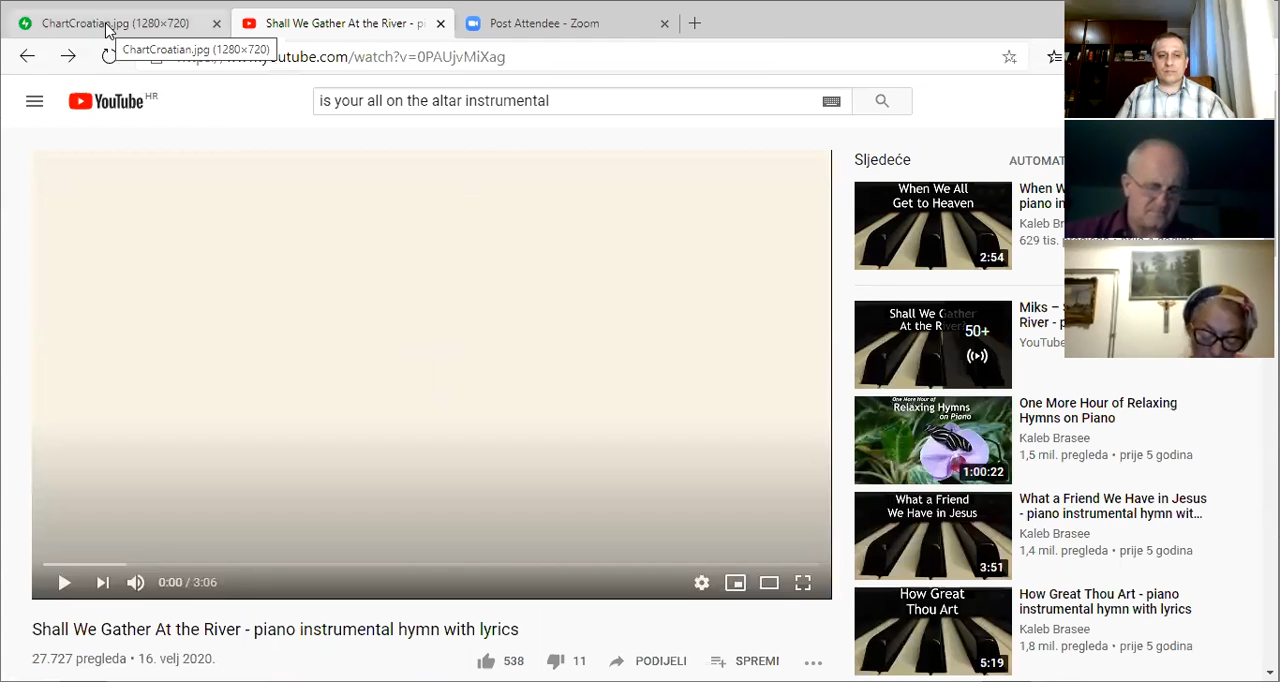 ChartCroatian.jpg (1280×720)
Shall We Gather At the River - pi
Post Attendee - Zoom
ChartCroatian.jpg (1280×720)
youtube.com/watch?v=0PAUjvMiXag
YouTube HR
is your all on the altar instrumental
Sljedeće
When We All
Get to Heaven
2:54
When W
piano in
Kaleb Bra
629 tis.
Shall We Gather
At the River?
50+
Miks –
River - p
YouTube
One More Hour of
Relaxing Hymns
on Piano
1:00:22
One More Hour of Relaxing
Hymns on Piano
Kaleb Brasee
1,5 mil. pregleda • prije 5 godina
What a Friend
We Have in Jesus
3:51
What a Friend We Have in Jesus
- piano instrumental hymn wit...
Kaleb Brasee
1,4 mil. pregleda • prije 5 godina
How Great
Thou Art
5:19
How Great Thou Art - piano
instrumental hymn with lyrics
Kaleb Brasee
1,8 mil. pregleda • prije 5 godina
0:00 / 3:06
Shall We Gather At the River - piano instrumental hymn with lyrics
27.727 pregleda • 16. velj 2020.
538
11
PODIJELI
SPREMI